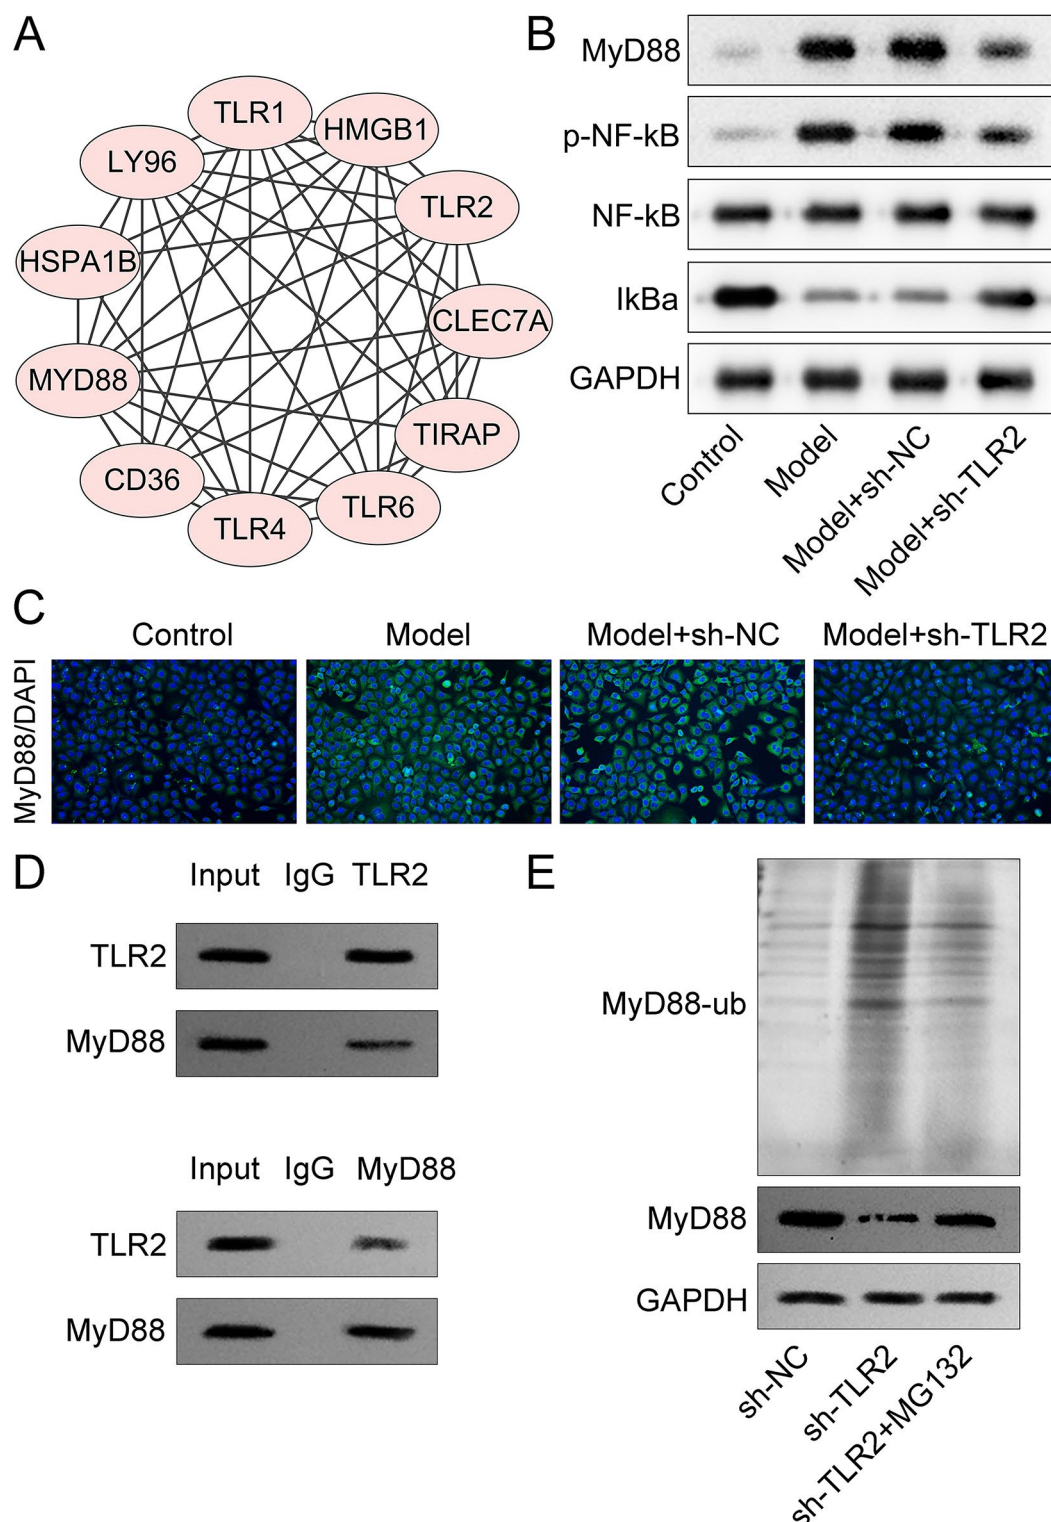 A
TLR1
HMGB1
LY96
TLR2
HSPA1B
CLEC7A
MYD88
TIRAP
CD36
TLR6
TLR4
B
MyD88
p-NF-kB
NF-kB
IkBa
GAPDH
Control
Model
Model+sh-NC
Model+sh-TLR2
C
Control Model Model+sh-NC Model+sh-TLR2
MyD88/DAPI
D
Input IgG TLR2
TLR2
MyD88
Input IgG MyD88
TLR2
MyD88
E
MyD88-ub
MyD88
GAPDH
sh-NC
sh-TLR2
sh-TLR2+MG132